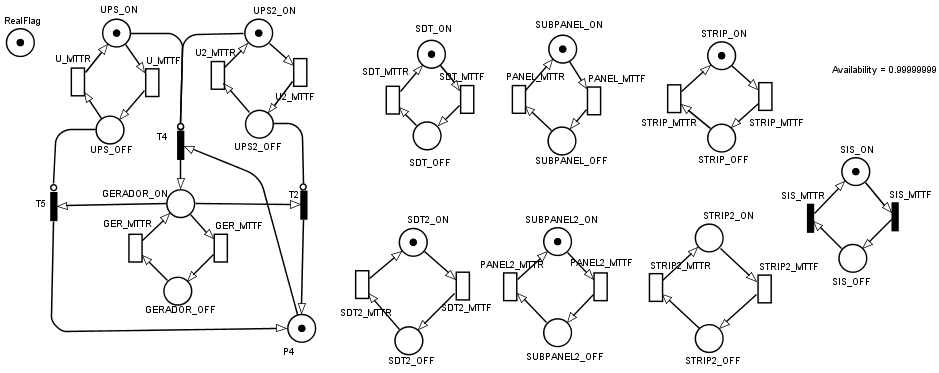 RealFlag
UPS_ON
UPS2_ON
U_MTTR
U_MTTF
U2_MTTR
U2_MTTF
UPS_OFF
UPS2_OFF
T4
T5
T2
GERADOR_ON
GER_MTTR
GER_MTTF
GERADOR_OFF
P4
SDT_ON
SDT_MTTR
SDT_MTTF
SDT_OFF
SUBPANEL_ON
PANEL_MTTR
PANEL_MTTF
SUBPANEL_OFF
STRIP_ON
STRIP_MTTR
STRIP_MTTF
STRIP_OFF
Availability = 0.99999999
SIS_ON
SIS_MTTR
SIS_MTTF
SIS_OFF
SDT2_ON
SDT2_MTTR
SDT2_MTTF
SDT2_OFF
SUBPANEL2_ON
PANEL2_MTTR
PANEL2_MTTF
SUBPANEL2_OFF
STRIP2_ON
STRIP2_MTTR
STRIP2_MTTF
STRIP2_OFF